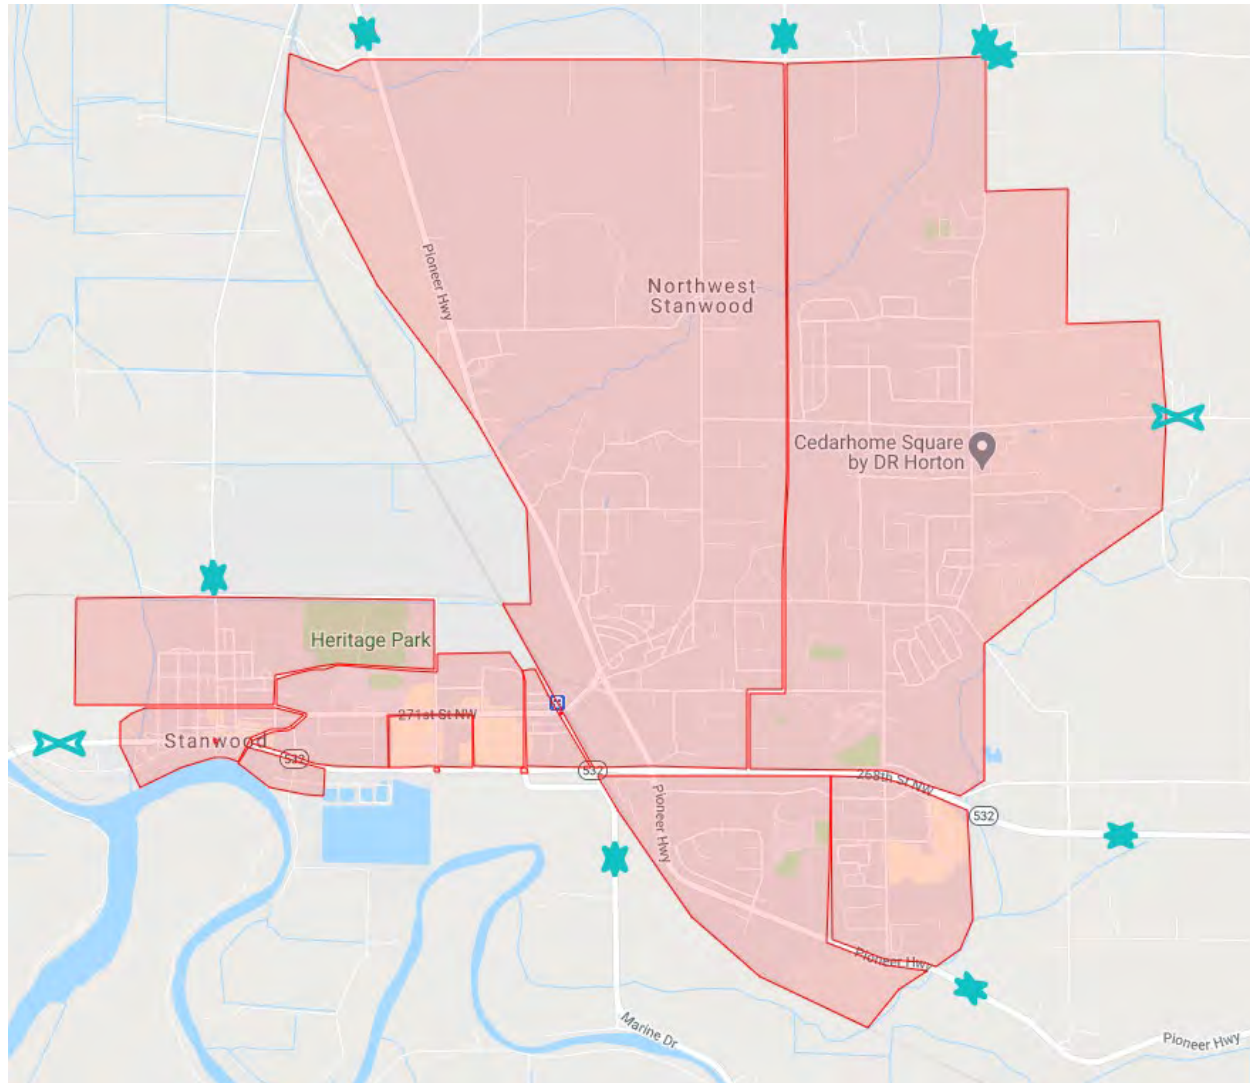 Pioneer Hwy
Northwest
Stanwood
Cedarhome Square
by DR Horton
Heritage Park
271st St NW
Stanwood
532
532
268th St NW
532
Pioneer Hwy
Pioneer Hwy
Marine Dr
Pioneer Hwy